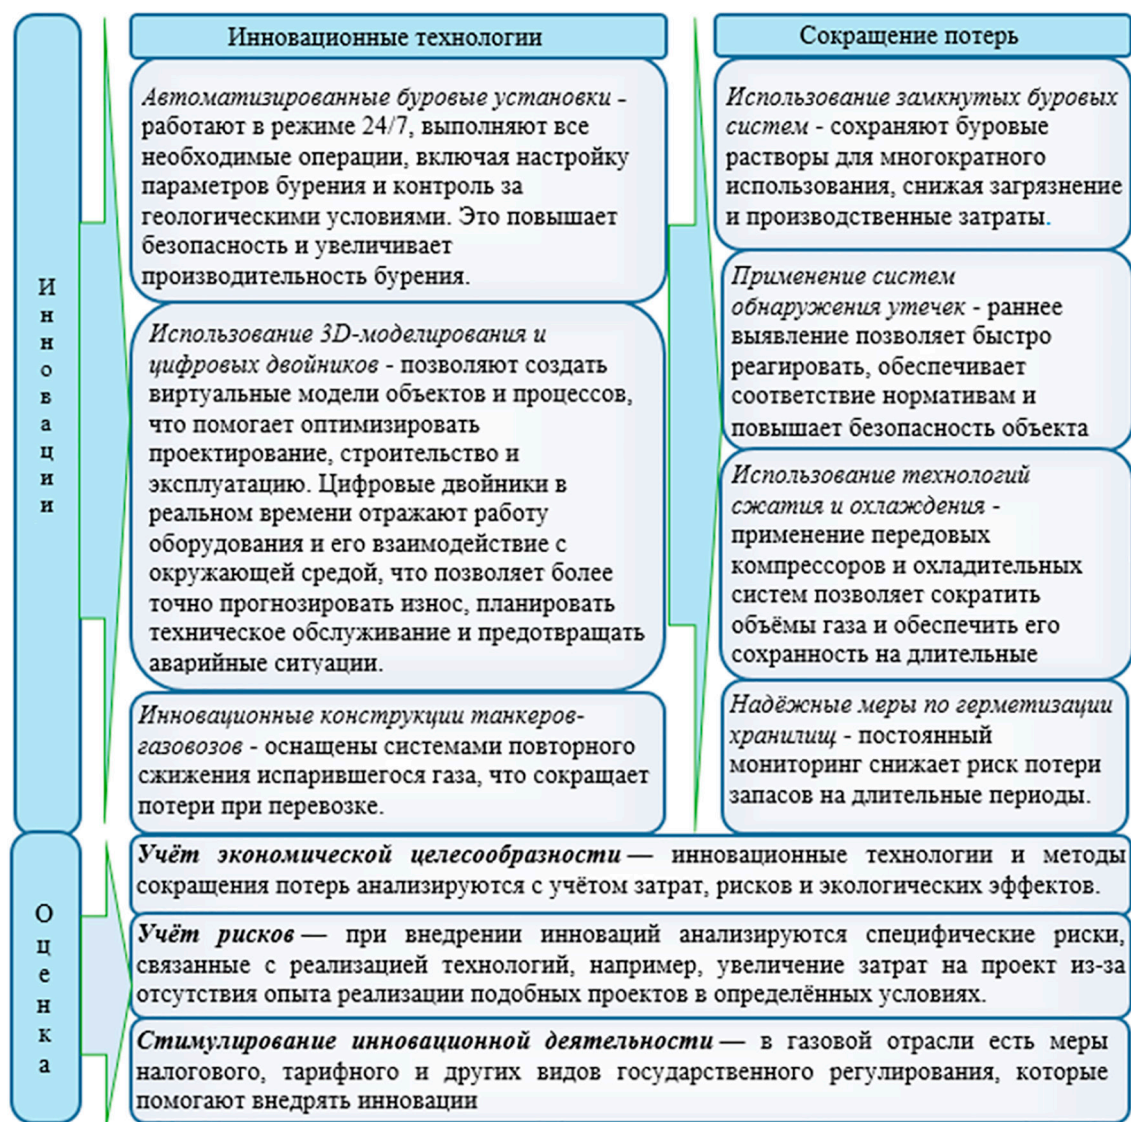 Инновации
Инновационные технологии
Автоматизированные буровые установки -
работают в режиме 24/7, выполняют все
необходимые операции, включая настройку
параметров бурения и контроль за
геологическими условиями. Это повышает
безопасность и увеличивает
производительность бурения.
Использование 3D-моделирования и
цифровых двойников - позволяют создать
виртуальные модели объектов и процессов,
что помогает оптимизировать
проектирование, строительство и
эксплуатацию. Цифровые двойники в
реальном времени отражают работу
оборудования и его взаимодействие с
окружающей средой, что позволяет более
точно прогнозировать износ, планировать
техническое обслуживание и предотвращать
аварийные ситуации.
Инновационные конструкции танкеров-
газовозов - оснащены системами повторного
сжижения испарившегося газа, что сокращает
потери при перевозке.
Сокращение потерь
Использование замкнутых буровых
систем - сохраняют буровые
растворы для многократного
использования, снижая загрязнение
и производственные затраты.
Применение систем
обнаружения утечек - раннее
выявление позволяет быстро
реагировать, обеспечивает
соответствие нормативам и
повышает безопасность объекта
Использование технологий
сжатия и охлаждения -
применение передовых
компрессоров и охладительных
систем позволяет сократить
объёмы газа и обеспечить его
сохранность на длительные
Надёжные меры по герметизации
хранилищ - постоянный
мониторинг снижает риск потери
запасов на длительные периоды.
Оценка
Учёт экономической целесообразности — инновационные технологии и методы
сокращения потерь анализируются с учётом затрат, рисков и экологических эффектов.
Учёт рисков — при внедрении инноваций анализируются специфические риски,
связанные с реализацией технологий, например, увеличение затрат на проект из-за
отсутствия опыта реализации подобных проектов в определённых условиях.
Стимулирование инновационной деятельности — в газовой отрасли есть меры
налогового, тарифного и других видов государственного регулирования, которые
помогают внедрять инновации